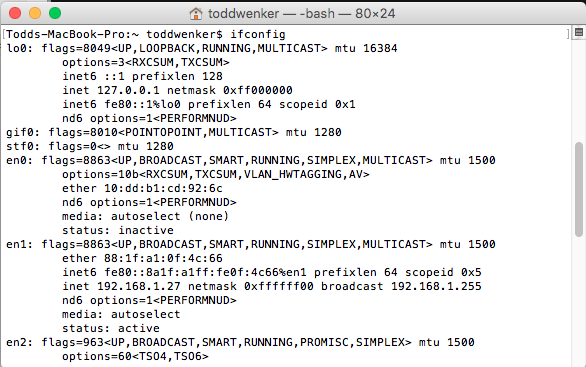 toddwenker — -bash — 80×24
[Todds-MacBook-Pro:~ toddwenker$ ifconfig ]
lo0: flags=8049<UP,LOOPBACK,RUNNING,MULTICAST> mtu 16384
options=3<RXCSUM,TXCSUM>
inet6 ::1 prefixlen 128
inet 127.0.0.1 netmask 0xff000000
inet6 fe80::1%lo0 prefixlen 64 scopeid 0x1
nd6 options=1<PERFORMNUD>
gif0: flags=8010<POINTOPOINT,MULTICAST> mtu 1280
stf0: flags=0<> mtu 1280
en0: flags=8863<UP,BROADCAST,SMART,RUNNING,SIMPLEX,MULTICAST> mtu 1500
options=10b<RXCSUM,TXCSUM,VLAN_HWTAGGING,AV>
ether 10:dd:b1:cd:92:6c
nd6 options=1<PERFORMNUD>
media: autoselect (none)
status: inactive
en1: flags=8863<UP,BROADCAST,SMART,RUNNING,SIMPLEX,MULTICAST> mtu 1500
ether 88:1f:a1:0f:4c:66
inet6 fe80::8a1f:a1ff:fe0f:4c66%en1 prefixlen 64 scopeid 0x5
inet 192.168.1.27 netmask 0xffffff00 broadcast 192.168.1.255
nd6 options=1<PERFORMNUD>
media: autoselect
status: active
en2: flags=963<UP,BROADCAST,SMART,RUNNING,PROMISC,SIMPLEX> mtu 1500
options=60<TSO4,TSO6>